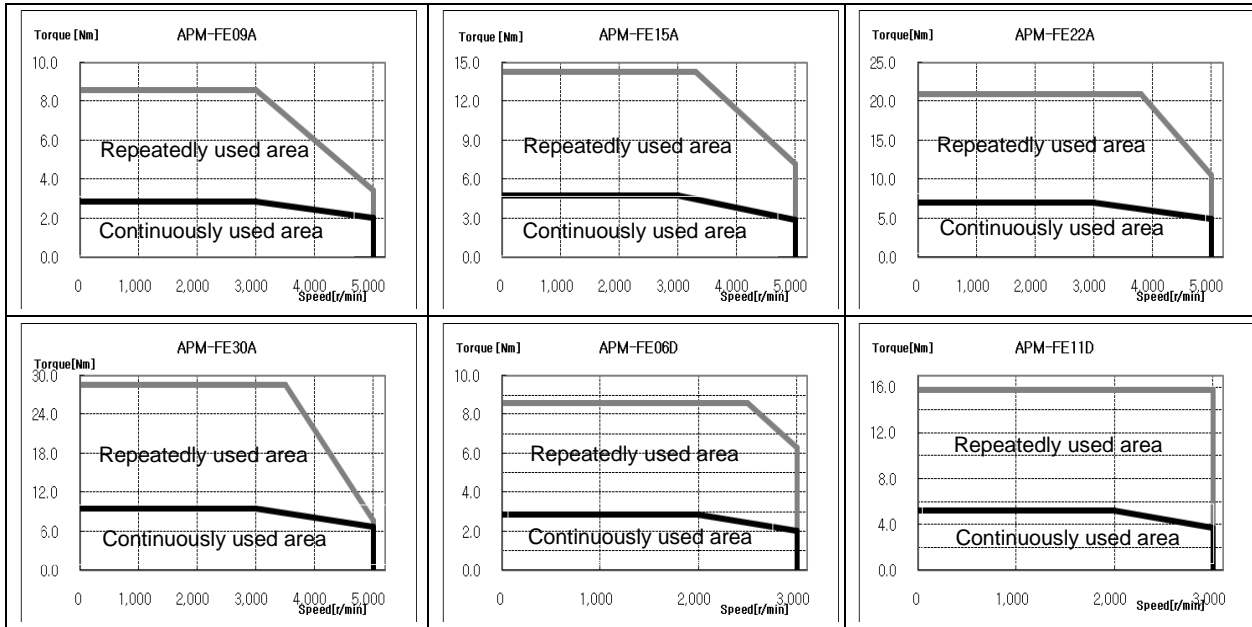 Torque [Nm] APM-FE09A
10.0
8.0
6.0
4.0
2.0
0.0
Repeatedly used area
Continuously used area
0 1,000 2,000 3,000 4,000 5,000
Speed[r/min]
Torque [Nm] APM-FE15A
15.0
12.0
9.0
6.0
3.0
0.0
Repeatedly used area
Continuously used area
0 1,000 2,000 3,000 4,000 5,000
Speed[r/min]
Torque[Nm] APM-FE22A
25.0
20.0
15.0
10.0
5.0
0.0
Repeatedly used area
Continuously used area
0 1,000 2,000 3,000 4,000 5,000
Speed[r/min]
APM-FE30A
Torque[Nm]
30.0
24.0
18.0
12.0
6.0
0.0
Repeatedly used area
Continuously used area
0 1,000 2,000 3,000 4,000 5,000
Speed[r/min]
Torque [Nm] APM-FE06D
10.0
8.0
6.0
4.0
2.0
0.0
Repeatedly used area
Continuously used area
0 1,000 2,000 3,000
Speed[r/min]
Torque[Nm] APM-FE11D
16.0
12.0
8.0
4.0
0.0
Repeatedly used area
Continuously used area
0 1,000 2,000 3,000
Speed[r/min]